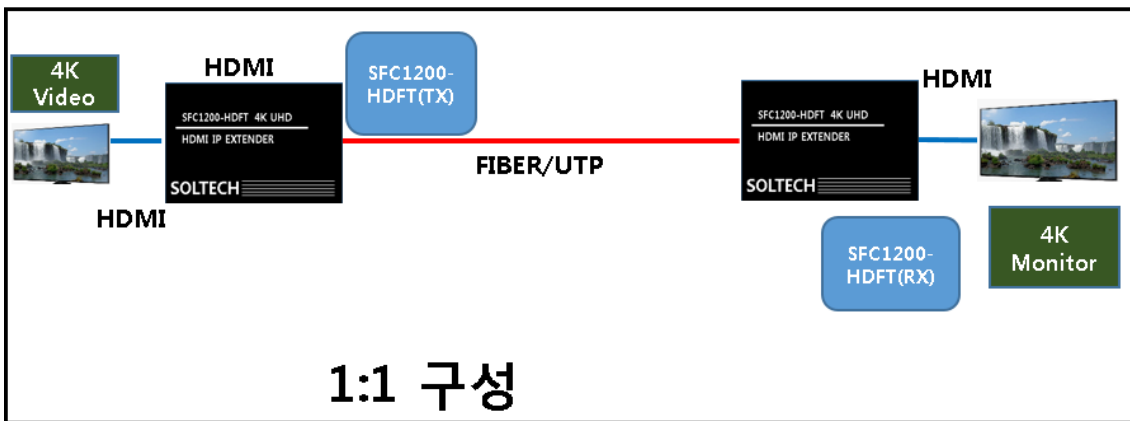 4K
Video
HDMI
SFC1200-
HDFT(TX)
SFC1200-HDFT 4K UHD
HDMI IP EXTENDER
SOLTECH
HDMI
FIBER/UTP
SFC1200-HDFT 4K UHD
HDMI IP EXTENDER
SOLTECH
HDMI
SFC1200-
HDFT(RX)
4K
Monitor
1:1 구성